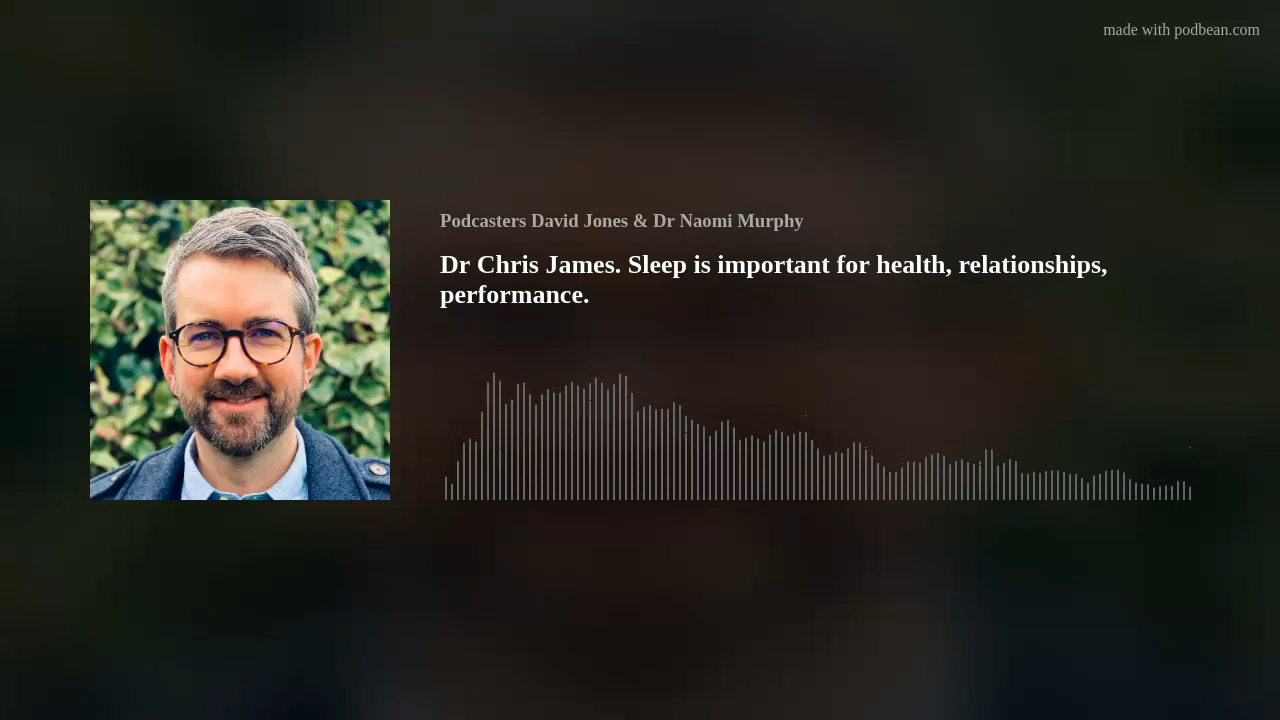 made with podbean.com
Podcasters David Jones & Dr Naomi Murphy
Dr Chris James. Sleep is important for health, relationships,
performance.